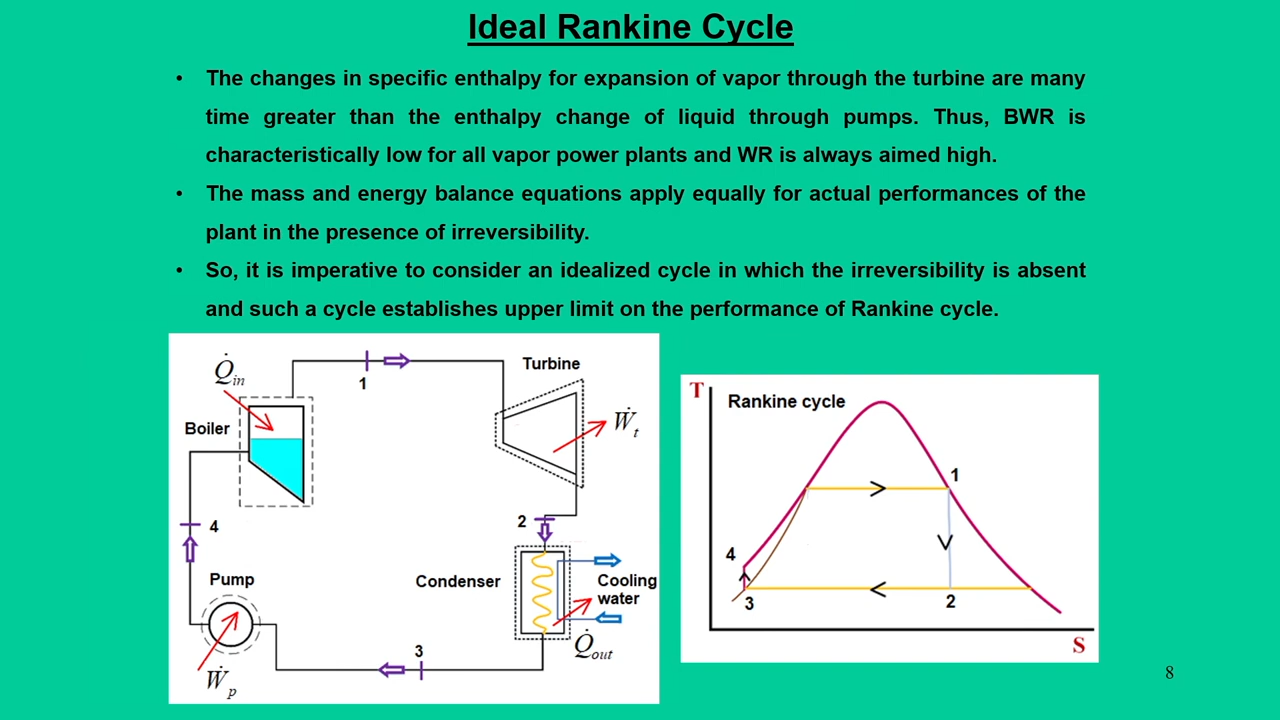 Ideal Rankine Cycle
• The changes in specific enthalpy for expansion of vapor through the turbine are many
time greater than the enthalpy change of liquid through pumps. Thus, BWR is
characteristically low for all vapor power plants and WR is always aimed high.
• The mass and energy balance equations apply equally for actual performances of the
plant in the presence of irreversibility.
• So, it is imperative to consider an idealized cycle in which the irreversibility is absent
and such a cycle establishes upper limit on the performance of Rankine cycle.
Q̇in
1
Turbine
Boiler
Ẇt
4
2
Pump
Condenser
Cooling
water
Q̇out
3
Ẇp
T
Rankine cycle
1
4
3
2
S
8